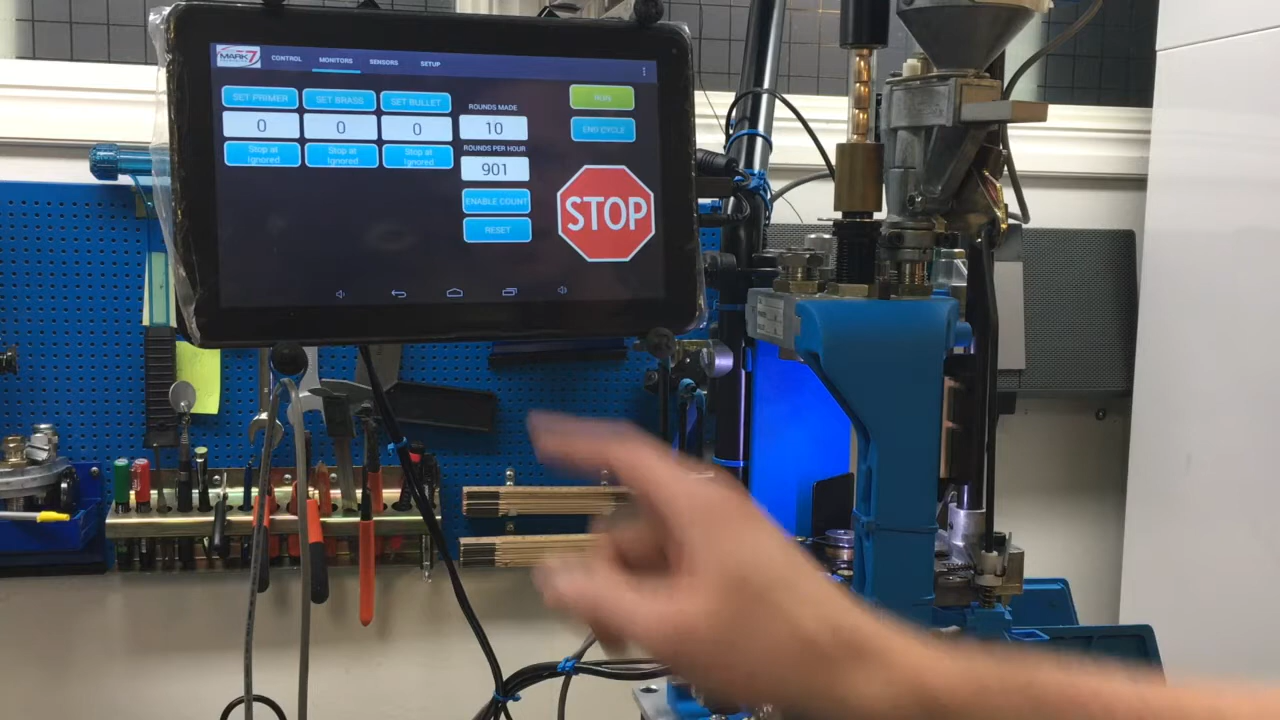 MARK 7
CONTROL
MONITORS
SENSORS
SETUP
SET PRIMER
SET BRASS
SET BULLET
0
0
0
Stop at
Ignored
Stop at
Ignored
Stop at
Ignored
ROUNDS MADE
10
ROUNDS PER HOUR
901
ENABLE COUNT
RESET
RUN
END CYCLE
STOP